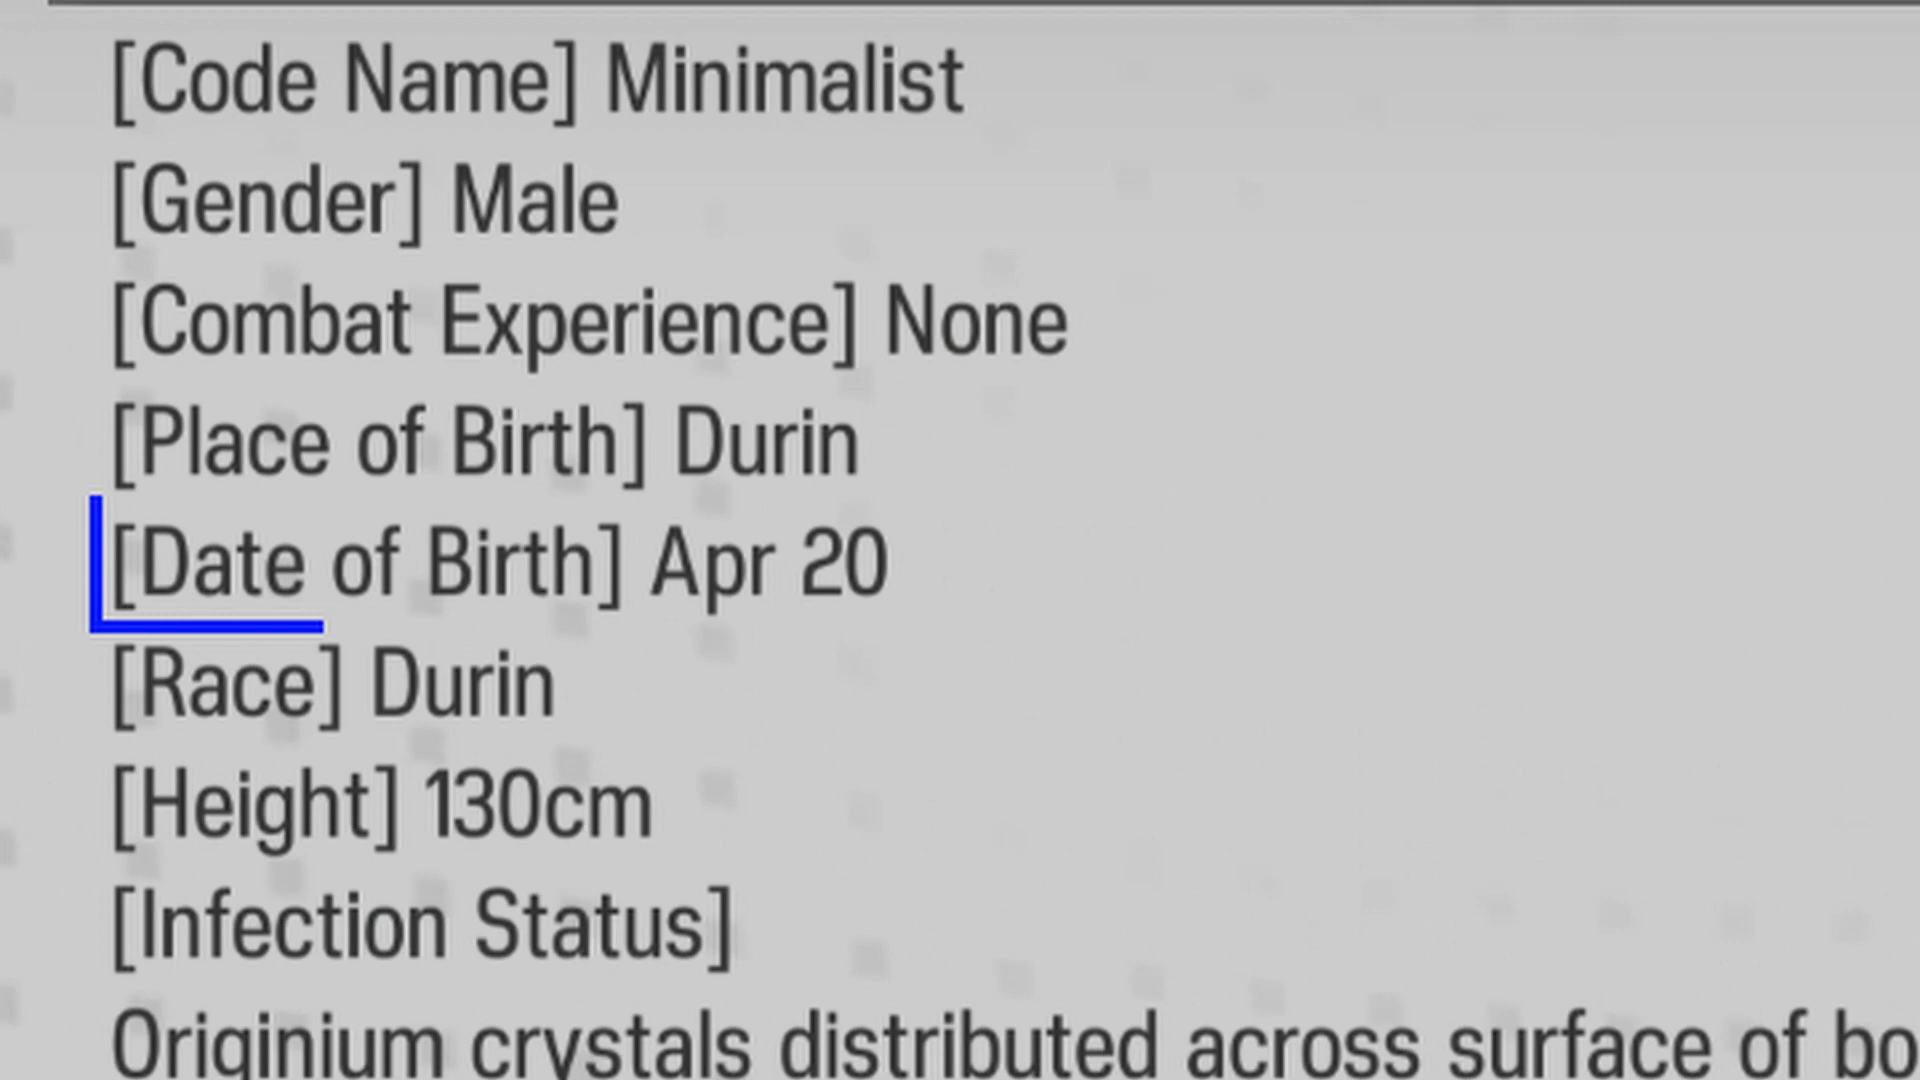 [Code Name] Minimalist
[Gender] Male
[Combat Experience] None
[Place of Birth] Durin
[Date of Birth] Apr 20
[Race] Durin
[Height] 130cm
[Infection Status]
Originium crystals distributed across surface of